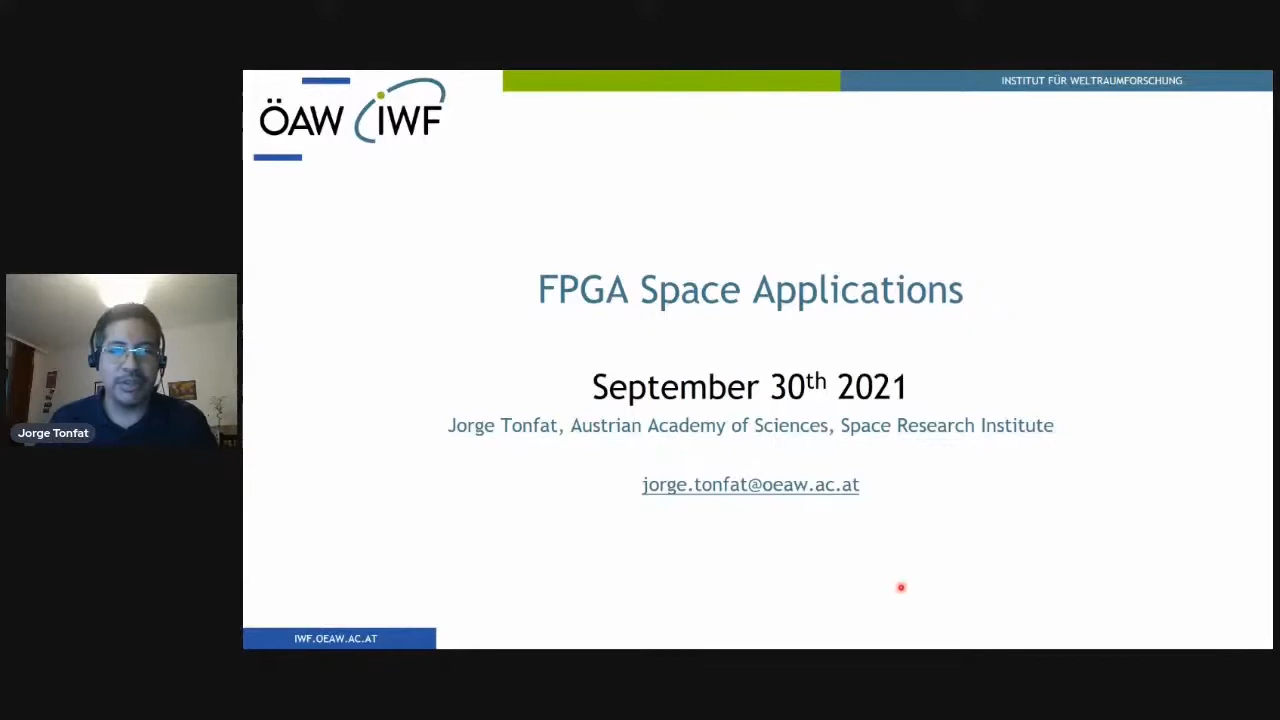 ÖAW iWF
INSTITUT FÜR WELTRAUMFORSCHUNG
FPGA Space Applications
September 30th 2021
Jorge Tonfat, Austrian Academy of Sciences, Space Research Institute
jorge.tonfat@oeaw.ac.at
Jorge Tonfat
IWF.OEAW.AC.AT